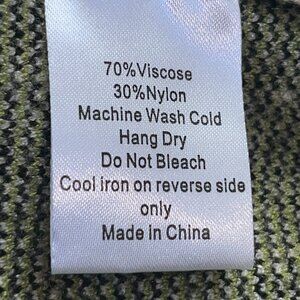 70%Viscose
30%Nylon
Machine Wash Cold
Hang Dry
Do Not Bleach
Cool iron on reverse side
only
Made In China